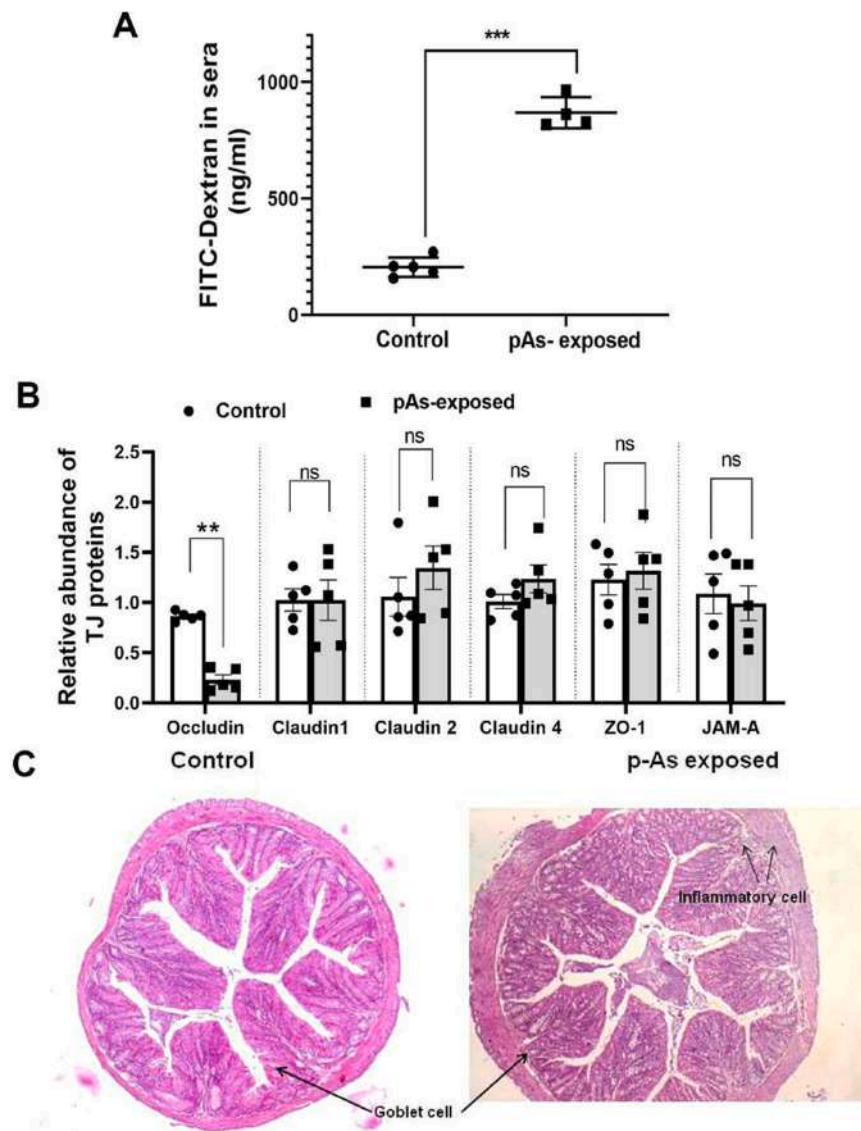 A
***
FITC-Dextran in sera
(ng/ml)
1000
500
0
Control
pAs- exposed
B
Control
pAs-exposed
Relative abundance of
TJ proteins
2.5
2.0
1.5
1.0
0.5
0.0
**
ns
ns
ns
ns
ns
Occludin
Claudin1
Claudin 2
Claudin 4
ZO-1
JAM-A
C
Control
p-As exposed
Inflammatory cell
Goblet cell